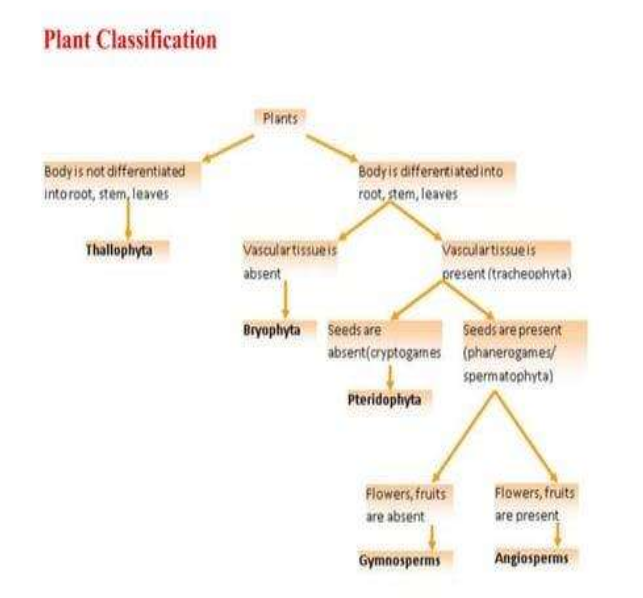 Plant Classification
Plants
Body is not differentiated
into root, stem, leaves
Body is differentiated into
root, stem, leaves
Thallophyta
Vascular tissue is
absent
Vascular tissue is
present (tracheophyta)
Bryophyta
Seeds are
absent(cryptogames
Seeds are present
(phanerogames/
spermatophyta)
Pteridophyta
Flowers, fruits
are absent
Flowers, fruits
are present
Gymnosperms
Angiosperms